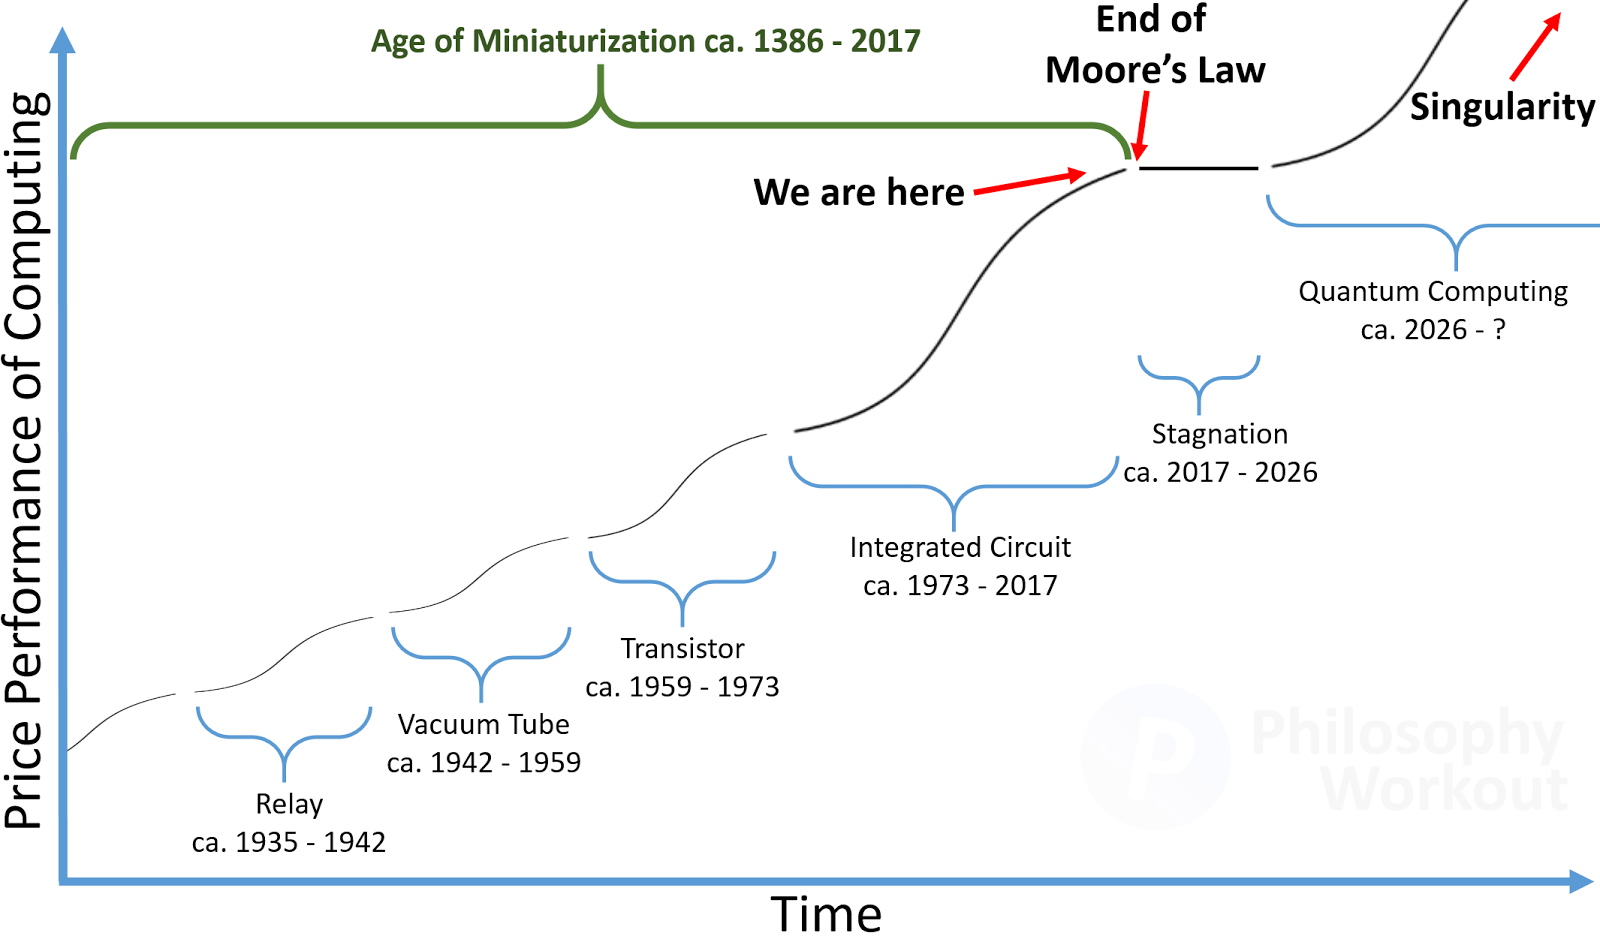 Age of Miniaturization ca. 1386 - 2017
End of
Moore's Law
Singularity
We are here
Quantum Computing
ca. 2026 - ?
Stagnation
ca. 2017 - 2026
Integrated Circuit
ca. 1973 - 2017
Transistor
ca. 1959 - 1973
Vacuum Tube
ca. 1942 - 1959
Relay
ca. 1935 - 1942
Price Performance of Computing
Time
P
Philosophy
Workout